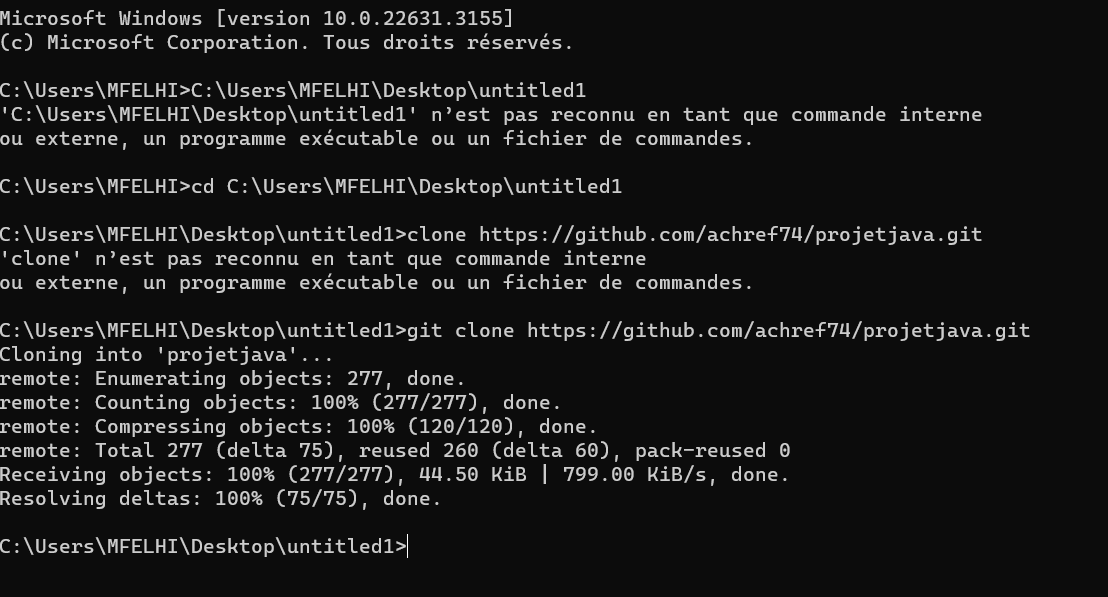 Microsoft Windows [version 10.0.22631.3155]
(c) Microsoft Corporation. Tous droits réservés.
C:\Users\MFELHI>C:\Users\MFELHI\Desktop\untitled1
'C:\Users\MFELHI\Desktop\untitled1' n’est pas reconnu en tant que commande interne
ou externe, un programme exécutable ou un fichier de commandes.
C:\Users\MFELHI>cd C:\Users\MFELHI\Desktop\untitled1
C:\Users\MFELHI\Desktop\untitled1>clone https://github.com/achref74/projetjava.git
'clone' n’est pas reconnu en tant que commande interne
ou externe, un programme exécutable ou un fichier de commandes.
C:\Users\MFELHI\Desktop\untitled1>git clone https://github.com/achref74/projetjava.git
Cloning into 'projetjava'...
remote: Enumerating objects: 277, done.
remote: Counting objects: 100% (277/277), done.
remote: Compressing objects: 100% (120/120), done.
remote: Total 277 (delta 75), reused 260 (delta 60), pack-reused 0
Receiving objects: 100% (277/277), 44.50 KiB | 799.00 KiB/s, done.
Resolving deltas: 100% (75/75), done.
C:\Users\MFELHI\Desktop\untitled1>